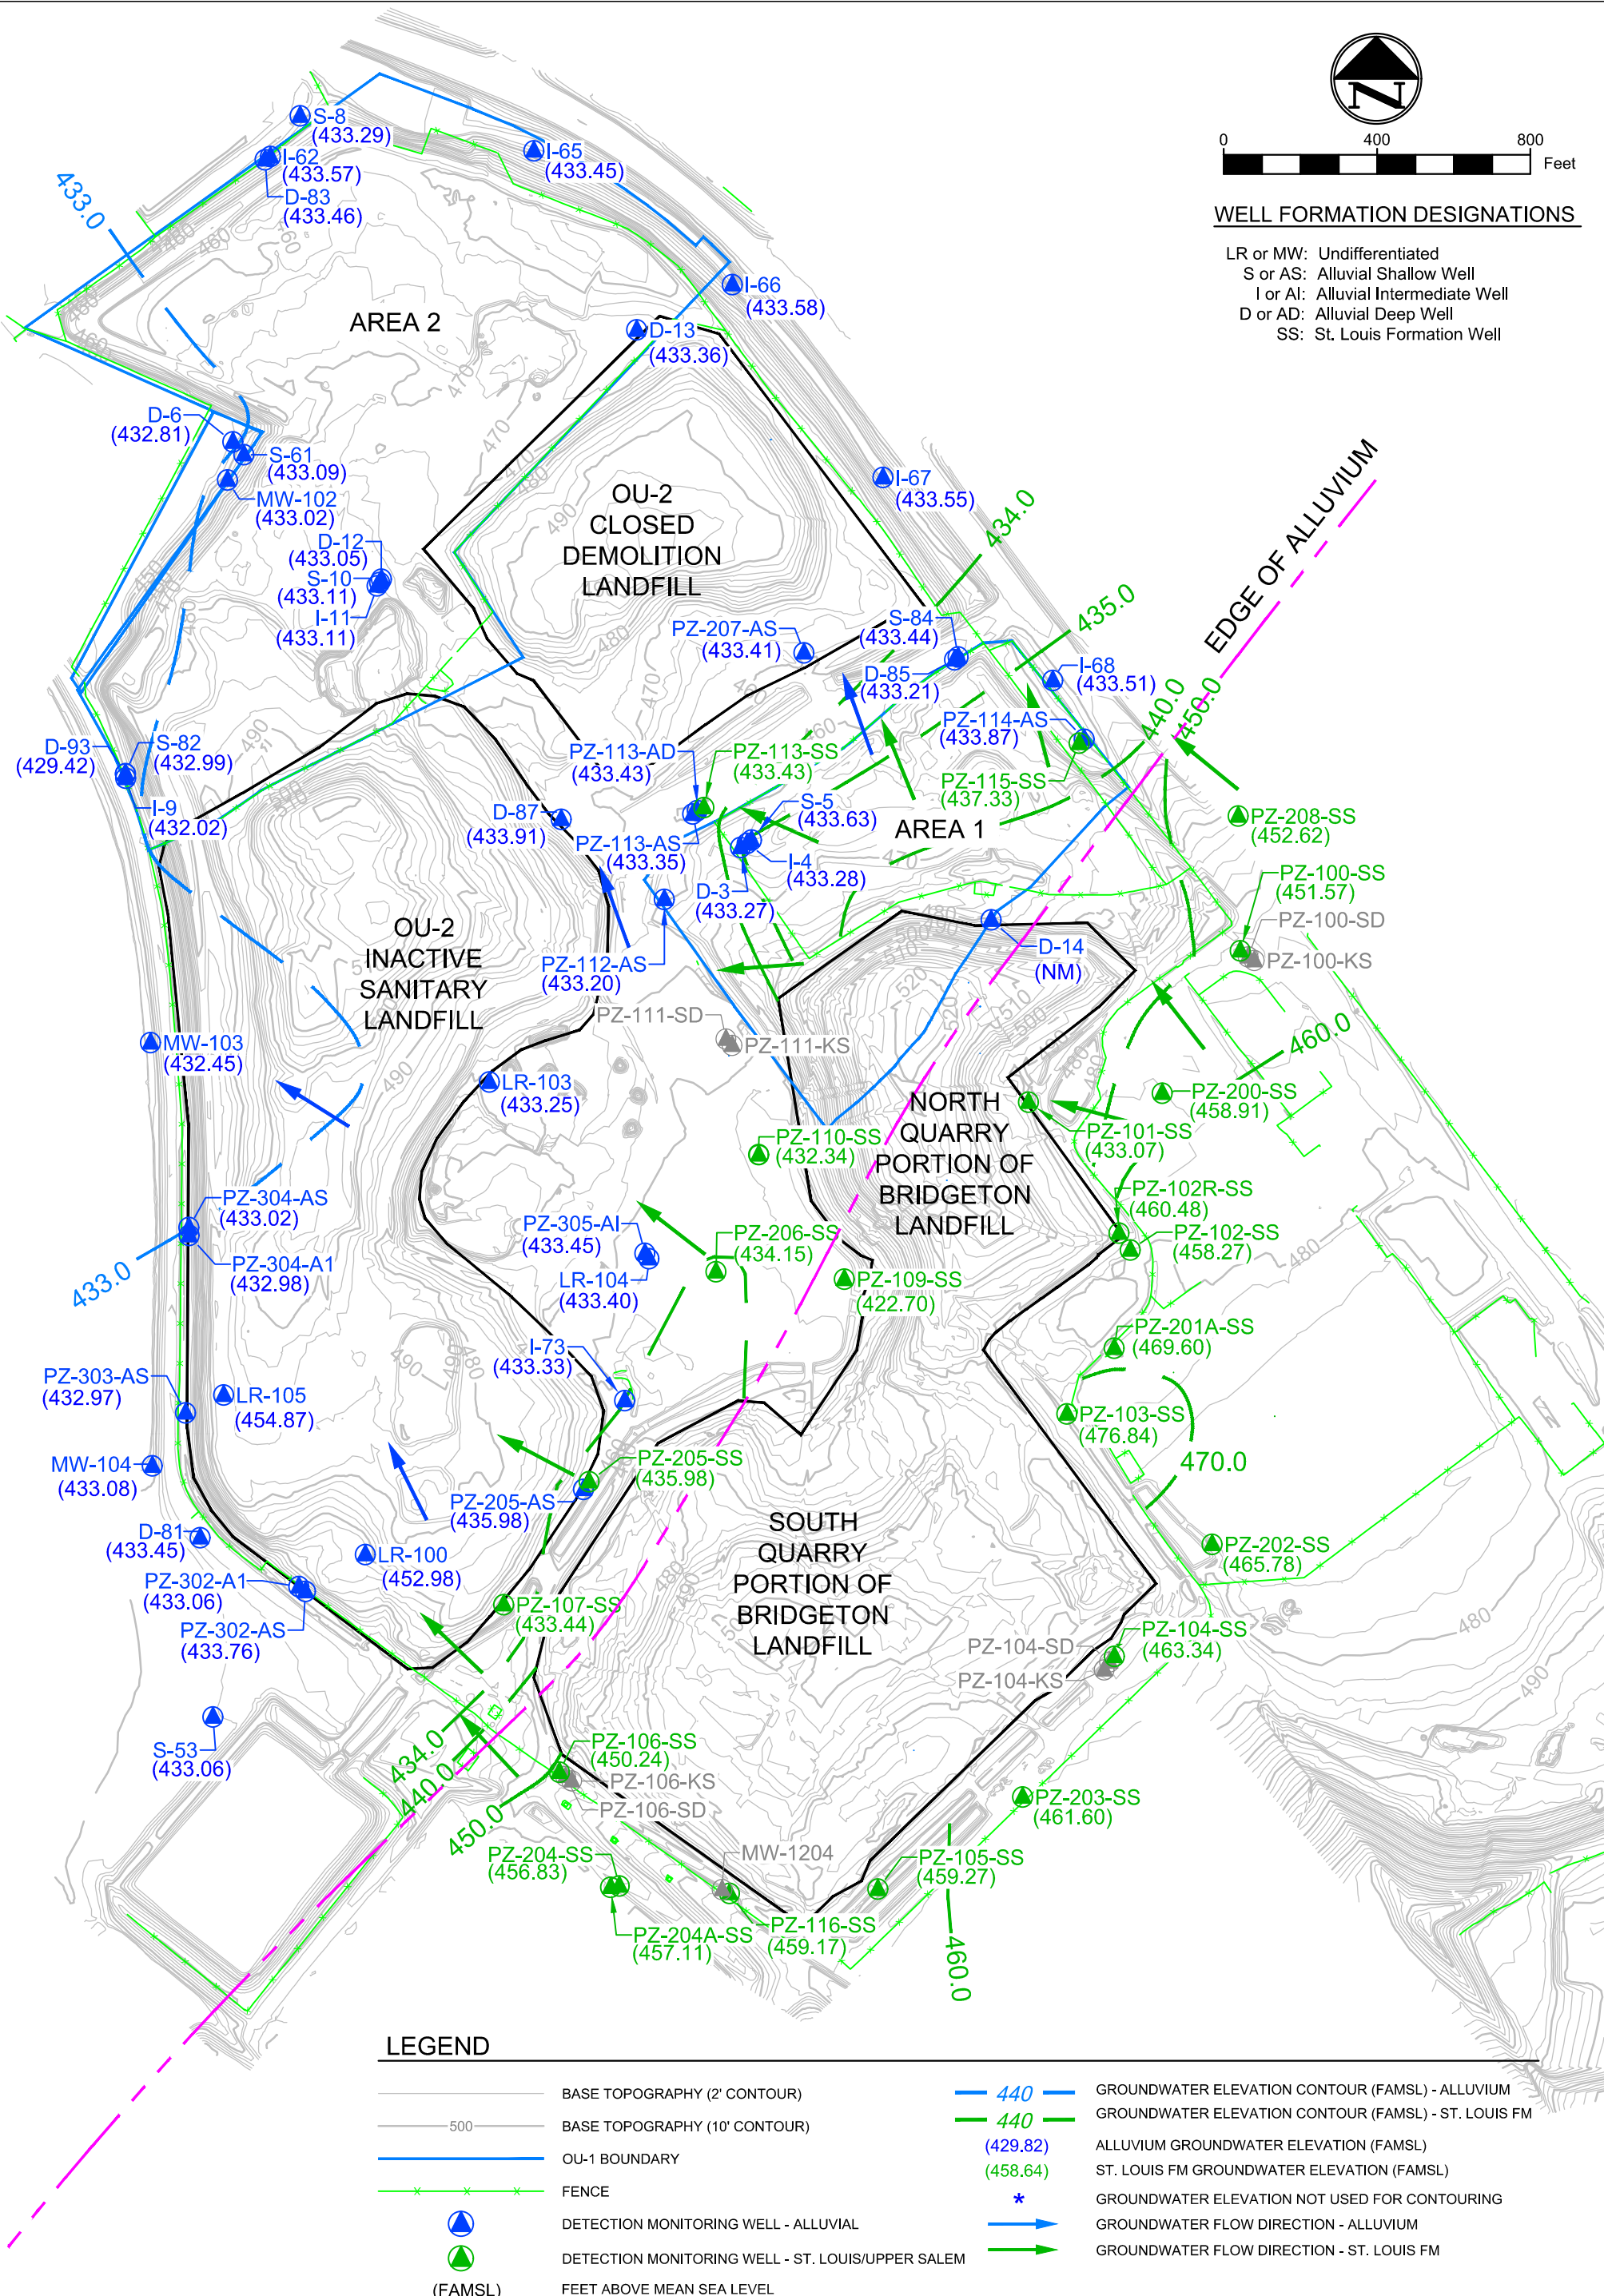 N
0 400 800
Feet
WELL FORMATION DESIGNATIONS
LR or MW: Undifferentiated
S or AS: Alluvial Shallow Well
I or AI: Alluvial Intermediate Well
D or AD: Alluvial Deep Well
SS: St. Louis Formation Well
S-8
(433.29)
I-62
(433.57)
D-83
(433.46)
I-65
(433.45)
433.0
I-66
(433.58)
AREA 2
D-13
(433.36)
D-6
(432.81)
S-61
(433.09)
MW-102
(433.02)
I-67
(433.55)
OU-2
CLOSED
DEMOLITION
LANDFILL
434.0
EDGE OF ALLUVIUM
D-12
(433.05)
S-10
(433.11)
I-11
(433.11)
435.0
S-84
(433.44)
PZ-207-AS
(433.41)
D-85
(433.21)
I-68
(433.51)
440.0
450.0
PZ-114-AS
(433.87)
D-93
(429.42)
S-82
(432.99)
PZ-113-AD
(433.43)
PZ-113-SS
(433.43)
PZ-115-SS
(437.33)
I-9
(432.02)
D-87
(433.91)
S-5
(433.63)
AREA 1
PZ-208-SS
(452.62)
PZ-113-AS
(433.35)
I-4
(433.28)
D-3
(433.27)
PZ-100-SS
(451.57)
PZ-100-SD
PZ-100-KS
OU-2
INACTIVE
SANITARY
LANDFILL
D-14
(NM)
PZ-112-AS
(433.20)
PZ-111-SD
PZ-111-KS
MW-103
(432.45)
460.0
LR-103
(433.25)
PZ-200-SS
(458.91)
NORTH
QUARRY
PORTION OF
BRIDGETON
LANDFILL
PZ-101-SS
(433.07)
PZ-110-SS
(432.34)
PZ-102R-SS
(460.48)
PZ-304-AS
(433.02)
PZ-305-AI
(433.45)
PZ-206-SS
(434.15)
PZ-102-SS
(458.27)
PZ-304-A1
(432.98)
433.0
LR-104
(433.40)
PZ-109-SS
(422.70)
I-73
(433.33)
PZ-201A-SS
(469.60)
PZ-303-AS
(432.97)
LR-105
(454.87)
PZ-103-SS
(476.84)
470.0
MW-104
(433.08)
PZ-205-SS
(435.98)
PZ-205-AS
(435.98)
SOUTH
QUARRY
PORTION OF
BRIDGETON
LANDFILL
D-81
(433.45)
LR-100
(452.98)
PZ-202-SS
(465.78)
PZ-302-A1
(433.06)
PZ-107-SS
(433.44)
PZ-302-AS
(433.76)
PZ-104-SD
PZ-104-SS
(463.34)
PZ-104-KS
S-53
(433.06)
434.0
440.0
450.0
PZ-106-SS
(450.24)
PZ-106-KS
PZ-106-SD
PZ-203-SS
(461.60)
PZ-204-SS
(456.83)
MW-1204
PZ-105-SS
(459.27)
PZ-204A-SS
(457.11)
PZ-116-SS
(459.17)
460.0
LEGEND
BASE TOPOGRAPHY (2' CONTOUR)
500 BASE TOPOGRAPHY (10' CONTOUR)
OU-1 BOUNDARY
FENCE
DETECTION MONITORING WELL - ALLUVIAL
DETECTION MONITORING WELL - ST. LOUIS/UPPER SALEM
(FAMSL) FEET ABOVE MEAN SEA LEVEL
440 GROUNDWATER ELEVATION CONTOUR (FAMSL) - ALLUVIUM
440 GROUNDWATER ELEVATION CONTOUR (FAMSL) - ST. LOUIS FM
(429.82) ALLUVIUM GROUNDWATER ELEVATION (FAMSL)
(458.64) ST. LOUIS FM GROUNDWATER ELEVATION (FAMSL)
* GROUNDWATER ELEVATION NOT USED FOR CONTOURING
GROUNDWATER FLOW DIRECTION - ALLUVIUM
GROUNDWATER FLOW DIRECTION - ST. LOUIS FM